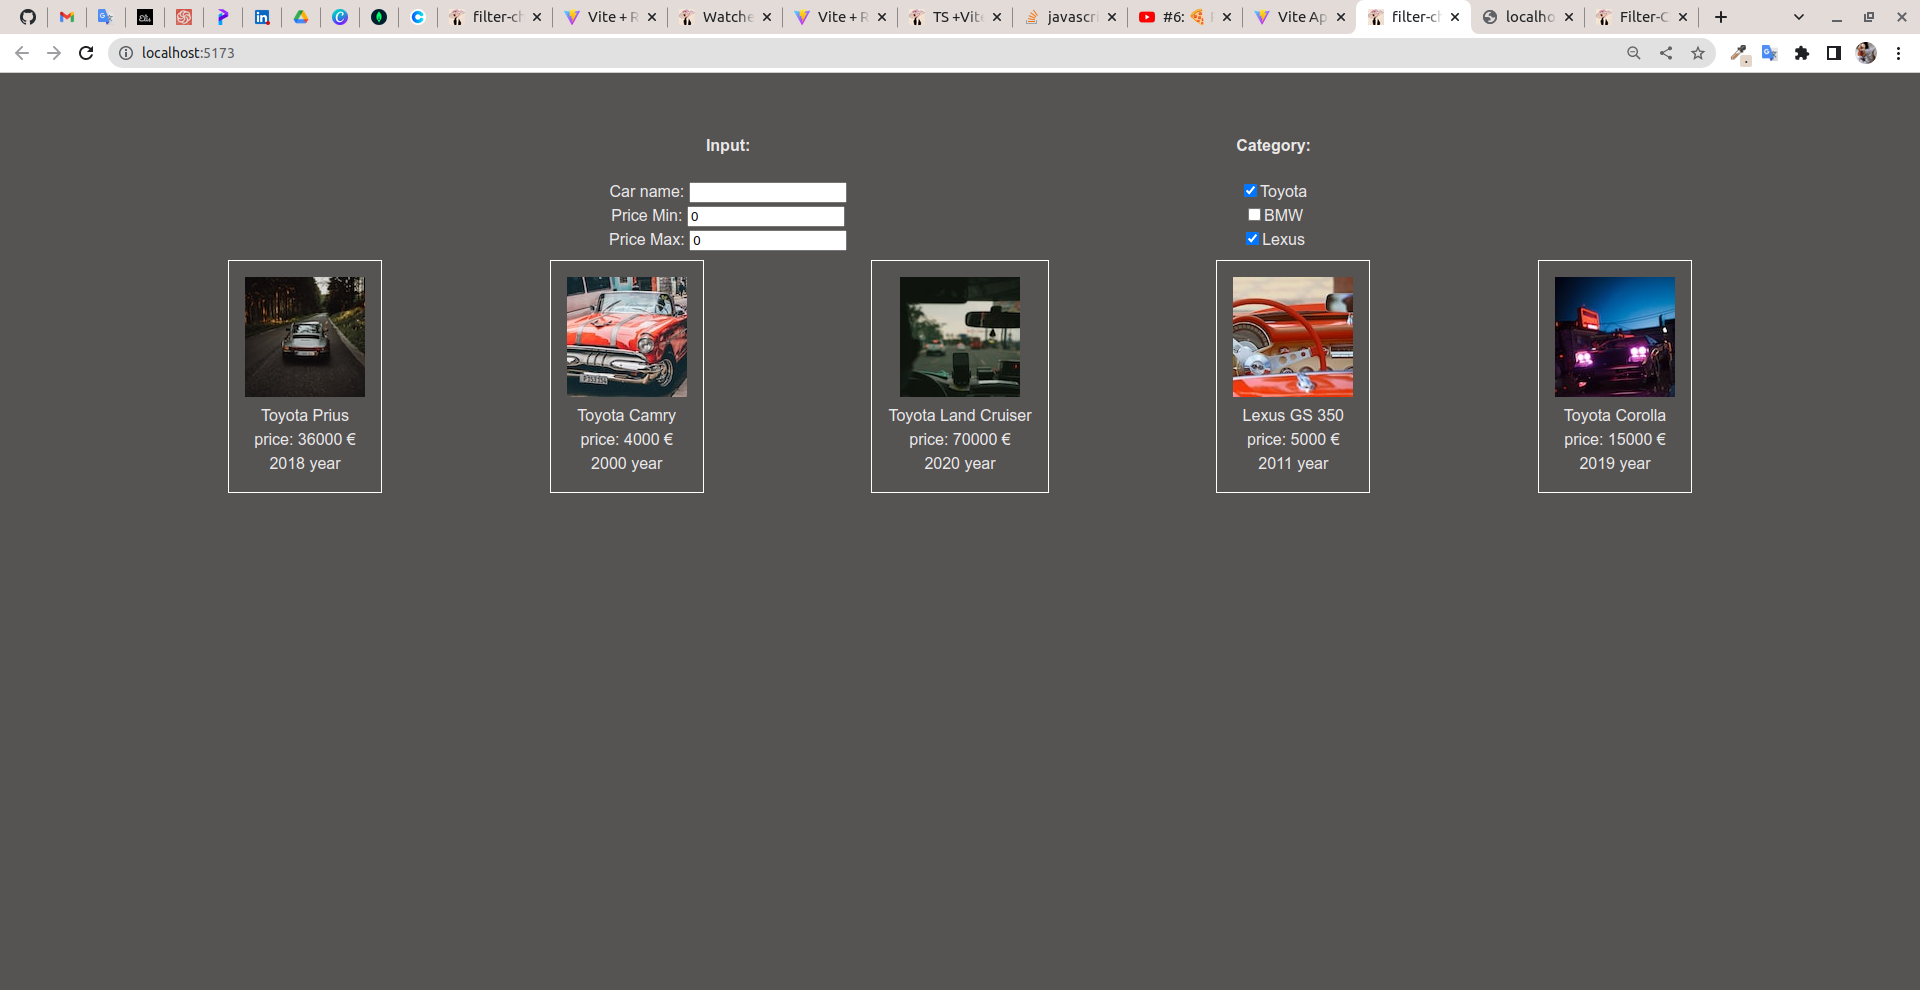 filter-ch
Vite + R
Watche
Vite + R
TS +Vite
javascri
#6: 🍕
Vite Ap
filter-cl
localho
Filter-C
localhost:5173
Input:
Category:
Car name:
Toyota
Price Min: 0
BMW
Price Max: 0
Lexus
Toyota Prius
price: 36000 €
2018 year
Toyota Camry
price: 4000 €
2000 year
Toyota Land Cruiser
price: 70000 €
2020 year
Lexus GS 350
price: 5000 €
2011 year
Toyota Corolla
price: 15000 €
2019 year